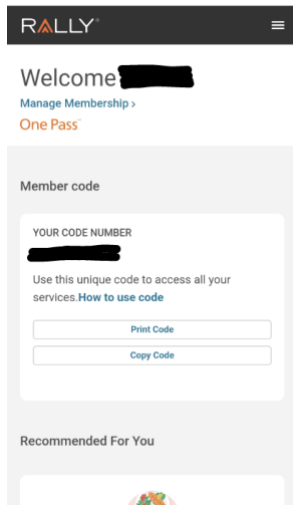 RALLY®
Welcome
Manage Membership >
One Pass™
Member code
YOUR CODE NUMBER
Use this unique code to access all your
services.How to use code
Print Code
Copy Code
Recommended For You